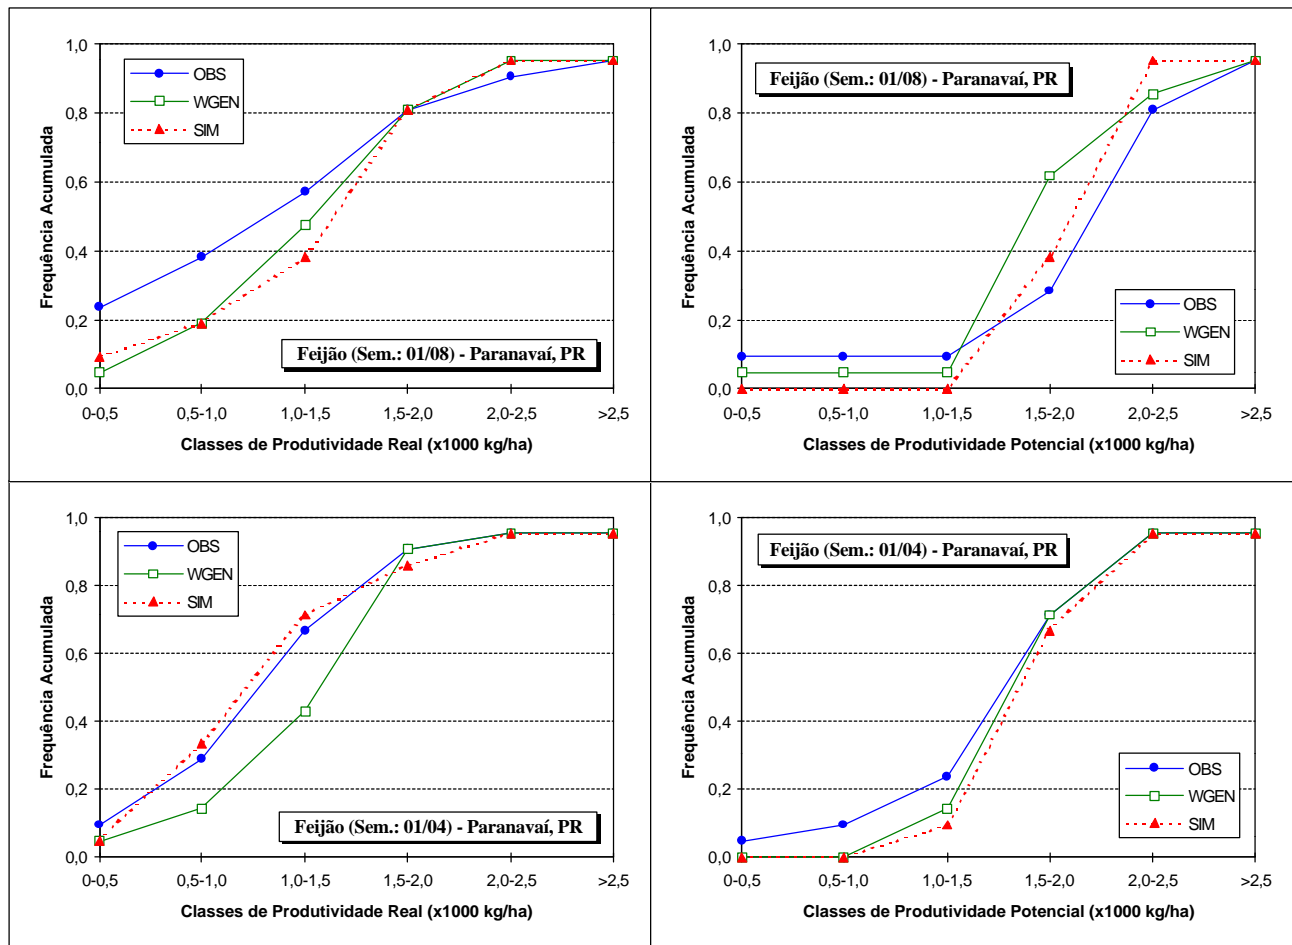 1,0
0,8
0,6
0,4
0,2
0,0
Frequência Acumulada
OBS
WGEN
SIM
Feijão (Sem.: 01/08) - Paranavaí, PR
0-0,5 0,5-1,0 1,0-1,5 1,5-2,0 2,0-2,5 >2,5
Classes de Produtividade Real (x1000 kg/ha)
1,0
0,8
0,6
0,4
0,2
0,0
Frequência Acumulada
Feijão (Sem.: 01/08) - Paranavaí, PR
OBS
WGEN
SIM
0-0,5 0,5-1,0 1,0-1,5 1,5-2,0 2,0-2,5 >2,5
Classes de Produtividade Potencial (x1000 kg/ha)
1,0
0,8
0,6
0,4
0,2
0,0
Frequência Acumulada
OBS
WGEN
SIM
Feijão (Sem.: 01/04) - Paranavaí, PR
0-0,5 0,5-1,0 1,0-1,5 1,5-2,0 2,0-2,5 >2,5
Classes de Produtividade Real (x1000 kg/ha)
1,0
0,8
0,6
0,4
0,2
0,0
Frequência Acumulada
Feijão (Sem.: 01/04) - Paranavaí, PR
OBS
WGEN
SIM
0-0,5 0,5-1,0 1,0-1,5 1,5-2,0 2,0-2,5 >2,5
Classes de Produtividade Potencial (x1000 kg/ha)